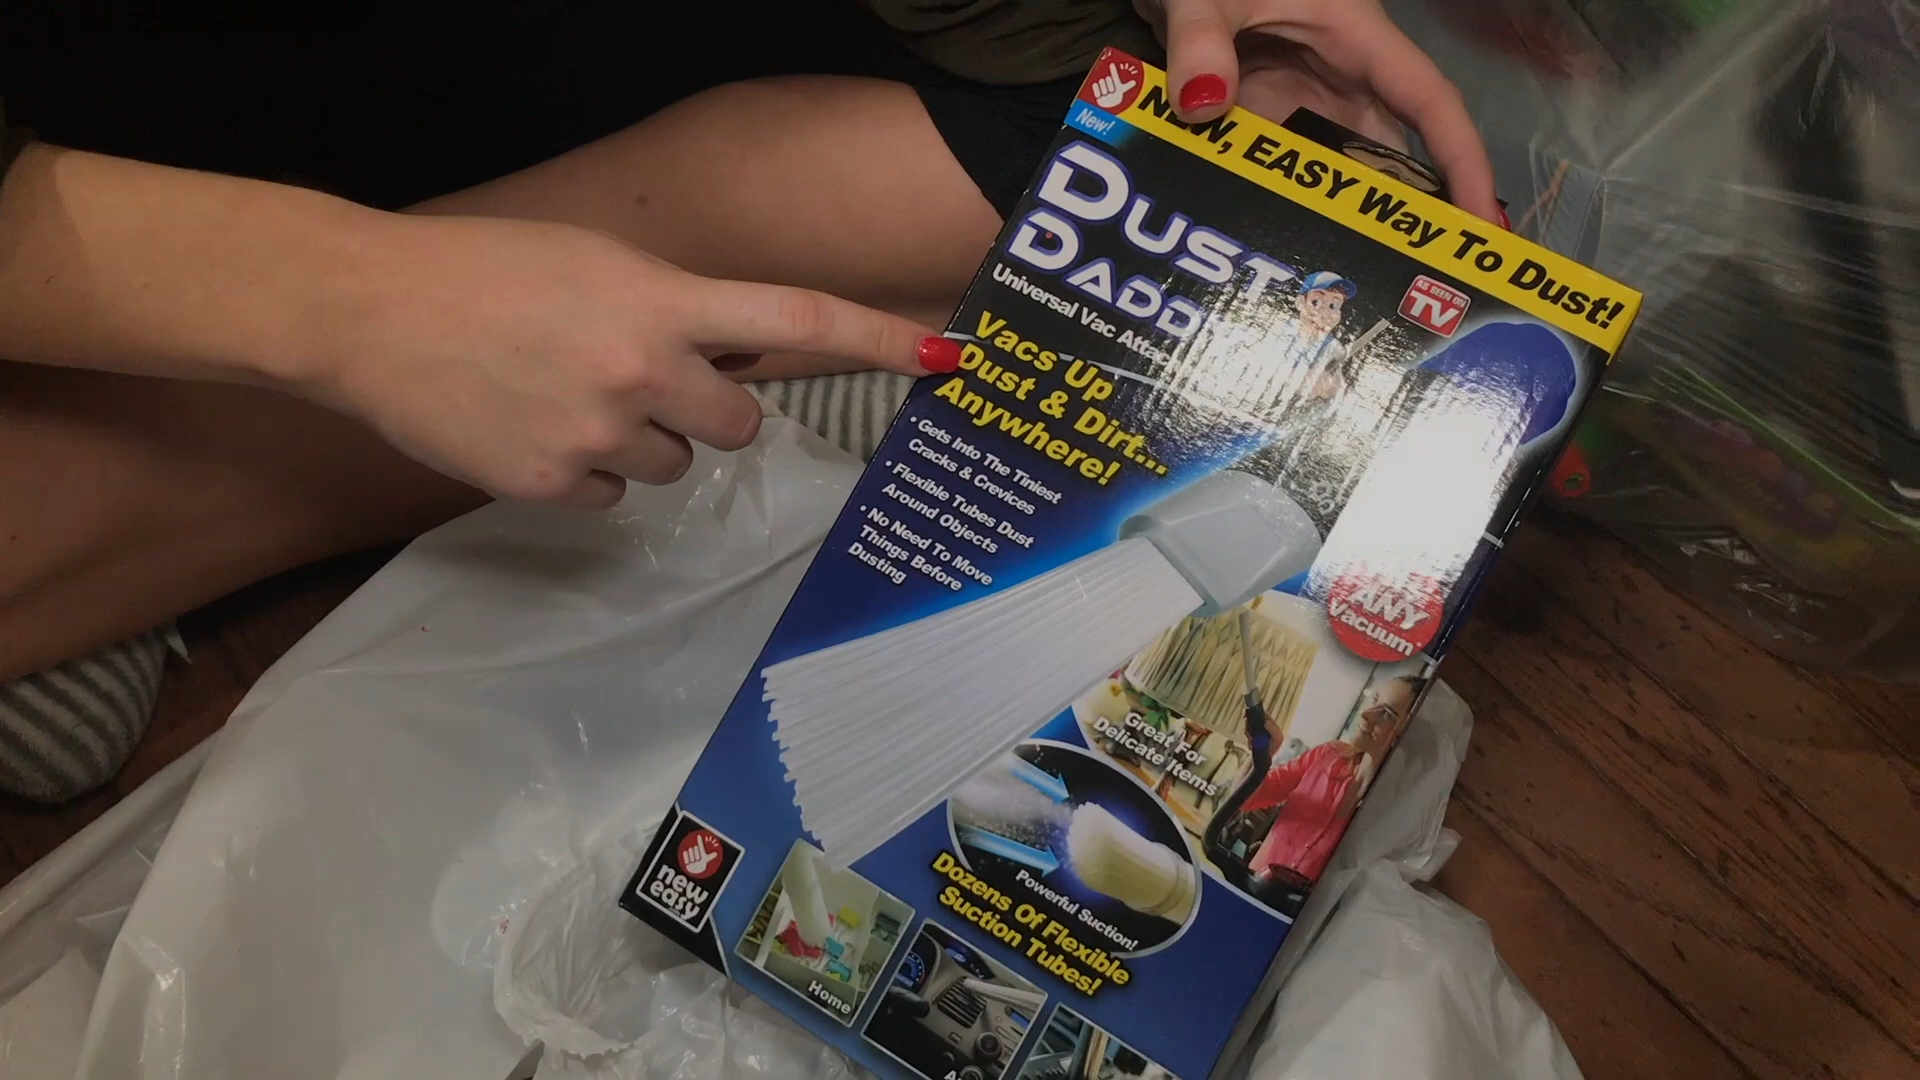 NEW, EASY Way To Dust!
New!
DUST
DADDY
Universal Vac
AS SEEN ON
TV
Vacs Up
Dust & Dirt...
Anywhere!
• Gets Into The Tiniest
Cracks & Crevices
• Flexible Tubes Dust
Around Objects
• No Need To Move
Things Before
Dusting
ANY
Vacuum
Great For
Delicate Items
Powerful Suction!
Dozens Of Flexible
Suction Tubes!
new
easy
Home